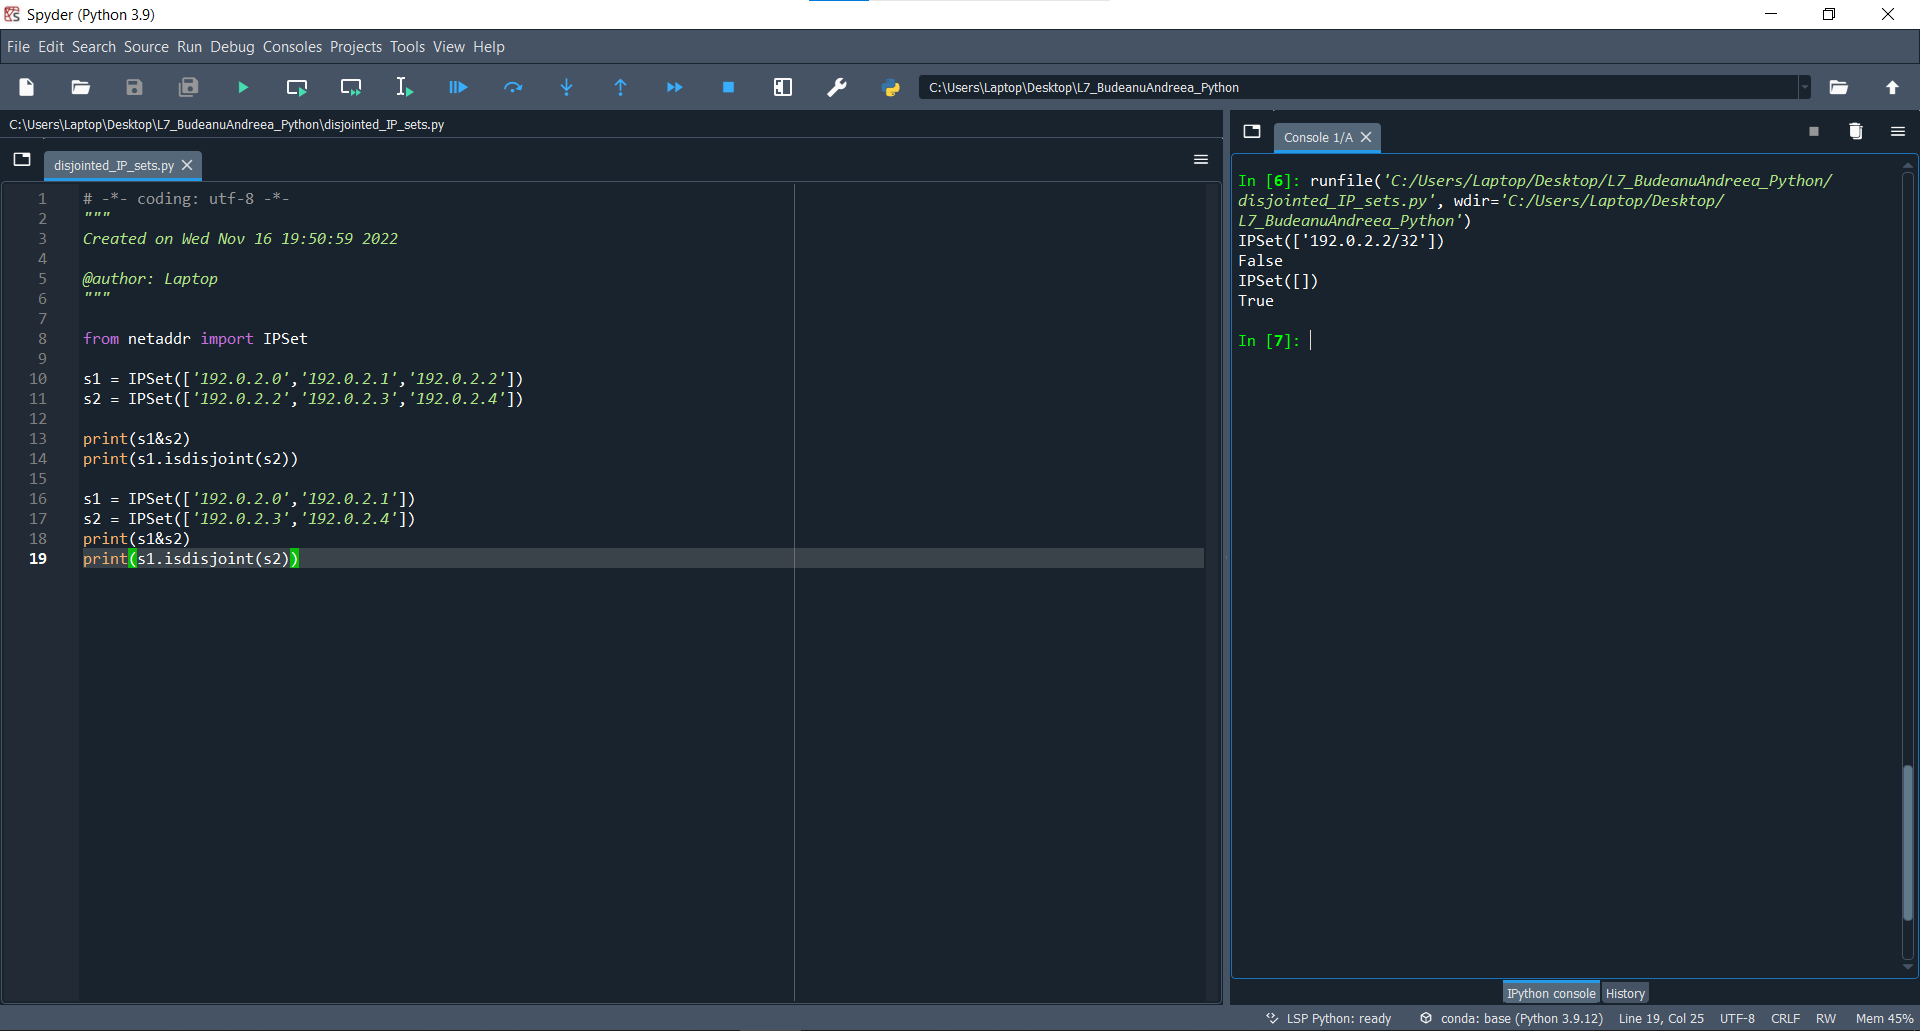 Spyder (Python 3.9)
File Edit Search Source Run Debug Consoles Projects Tools View Help
C:\Users\Laptop\Desktop\L7_BudeanuAndreea_Python
C:\Users\Laptop\Desktop\L7_BudeanuAndreea_Python\disjointed_IP_sets.py
disjointed_IP_sets.py
1 # -*- coding: utf-8 -*-
2 """
3 Created on Wed Nov 16 19:50:59 2022
4
5 @author: Laptop
6 """
7
8 from netaddr import IPSet
9
10 s1 = IPSet(['192.0.2.0','192.0.2.1','192.0.2.2'])
11 s2 = IPSet(['192.0.2.2','192.0.2.3','192.0.2.4'])
12
13 print(s1&s2)
14 print(s1.isdisjoint(s2))
15
16 s1 = IPSet(['192.0.2.0','192.0.2.1'])
17 s2 = IPSet(['192.0.2.3','192.0.2.4'])
18 print(s1&s2)
19 print(s1.isdisjoint(s2))
Console 1/A
In [6]: runfile('C:/Users/Laptop/Desktop/L7_BudeanuAndreea_Python/
disjointed_IP_sets.py', wdir='C:/Users/Laptop/Desktop/
L7_BudeanuAndreea_Python')
IPSet(['192.0.2.2/32'])
False
IPSet([])
True
In [7]:
IPython console History
LSP Python: ready conda: base (Python 3.9.12) Line 19, Col 25 UTF-8 CRLF RW Mem 45%